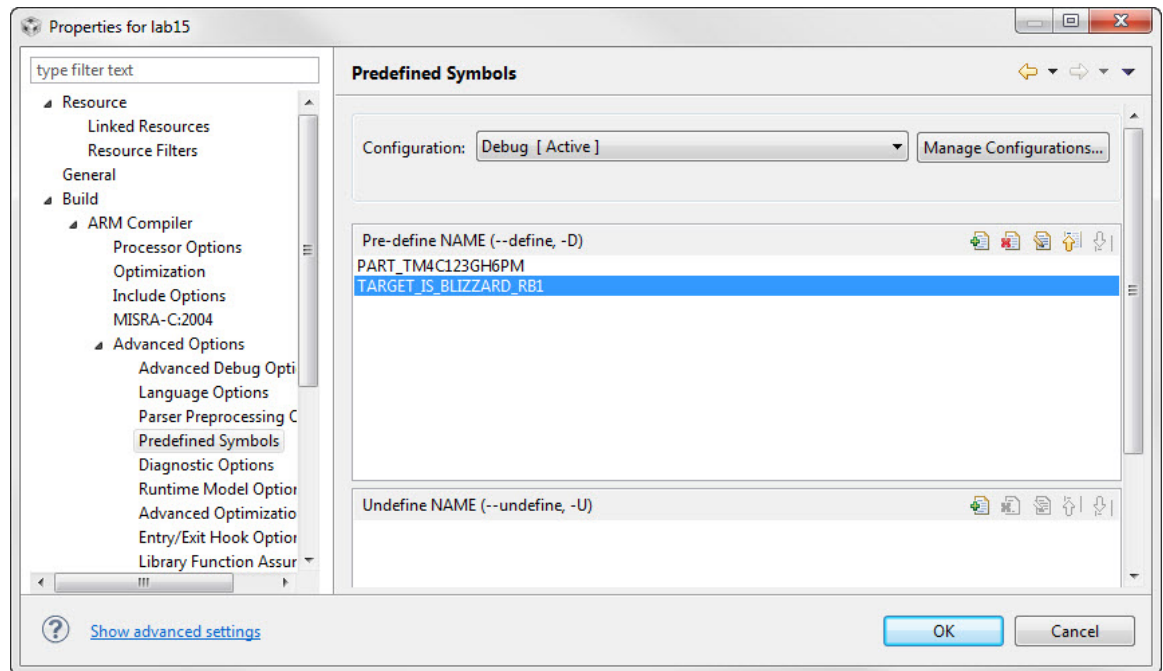 Properties for lab15
type filter text
Resource
Linked Resources
Resource Filters
General
Build
ARM Compiler
Processor Options
Optimization
Include Options
MISRA-C:2004
Advanced Options
Advanced Debug Opti
Language Options
Parser Preprocessing C
Predefined Symbols
Diagnostic Options
Runtime Model Option
Advanced Optimizatio
Entry/Exit Hook Option
Library Function Assur
Predefined Symbols
Configuration: Debug [ Active ] Manage Configurations...
Pre-define NAME (--define, -D)
PART_TM4C123GH6PM
TARGET_IS_BLIZZARD_RB1
Undefine NAME (--undefine, -U)
Show advanced settings
OK Cancel